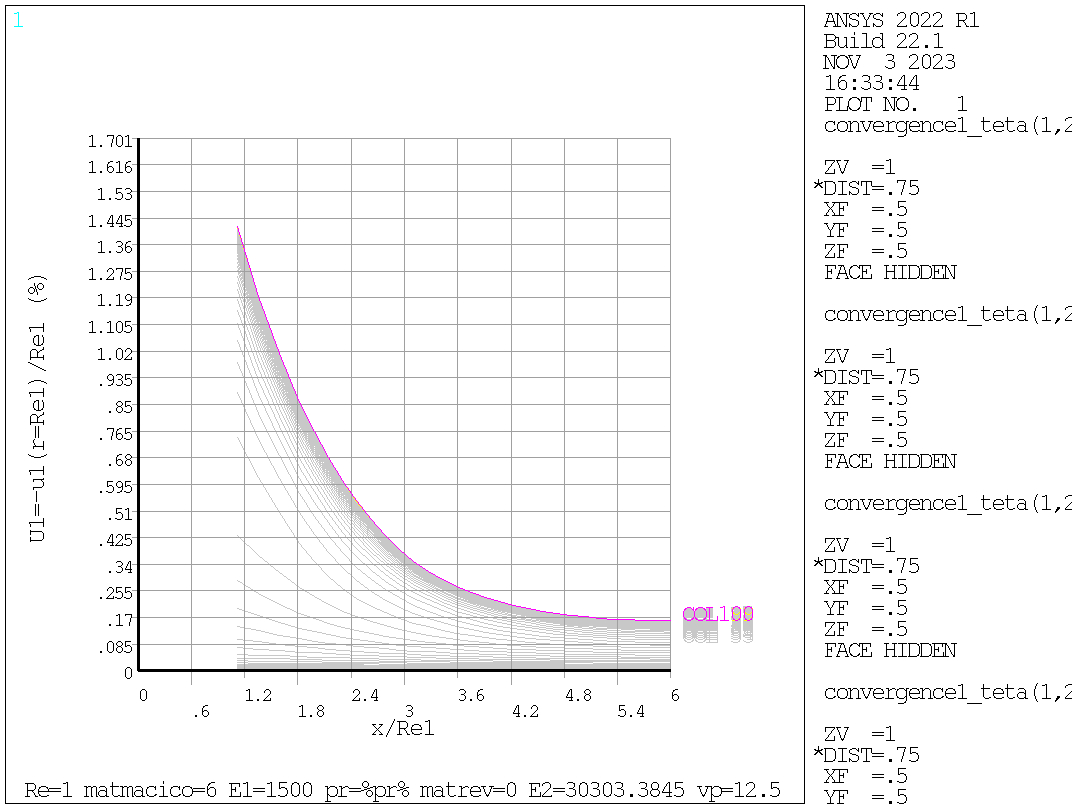 1
ANSYS 2022 R1
Build 22.1
NOV 3 2023
16:33:44
PLOT NO. 1
convergence1_teta(1,2
ZV =1
*DIST=.75
XF =.5
YF =.5
ZF =.5
FACE HIDDEN
convergence1_teta(1,2
ZV =1
*DIST=.75
XF =.5
YF =.5
ZF =.5
FACE HIDDEN
convergence1_teta(1,2
ZV =1
*DIST=.75
XF =.5
YF =.5
ZF =.5
FACE HIDDEN
convergence1_teta(1,2
ZV =1
*DIST=.75
XF =.5
YF =.5
1.701
1.616
1.53
1.445
1.36
1.275
1.19
1.105
1.02
.935
.85
.765
.68
.595
.51
.425
.34
.255
.17
.085
0
U1=-u1(r=Re1)/Re1 (%)
0
.6
1.2
1.8
2.4
3
3.6
4.2
4.8
5.4
6
x/Re1
COL100
Re=1 matmacico=6 E1=1500 pr=%pr% matrev=0 E2=30303.3845 vp=12.5